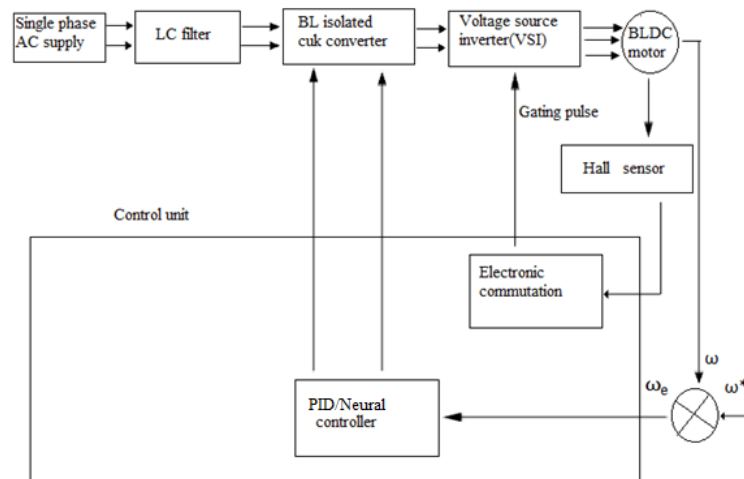 Single phase
AC supply
LC filter
BL isolated
cuk converter
Voltage source
inverter(VSI)
BLDC
motor
Gating pulse
Hall sensor
Control unit
Electronic
commutation
ω
ωe
ω*
PID/Neural
controller